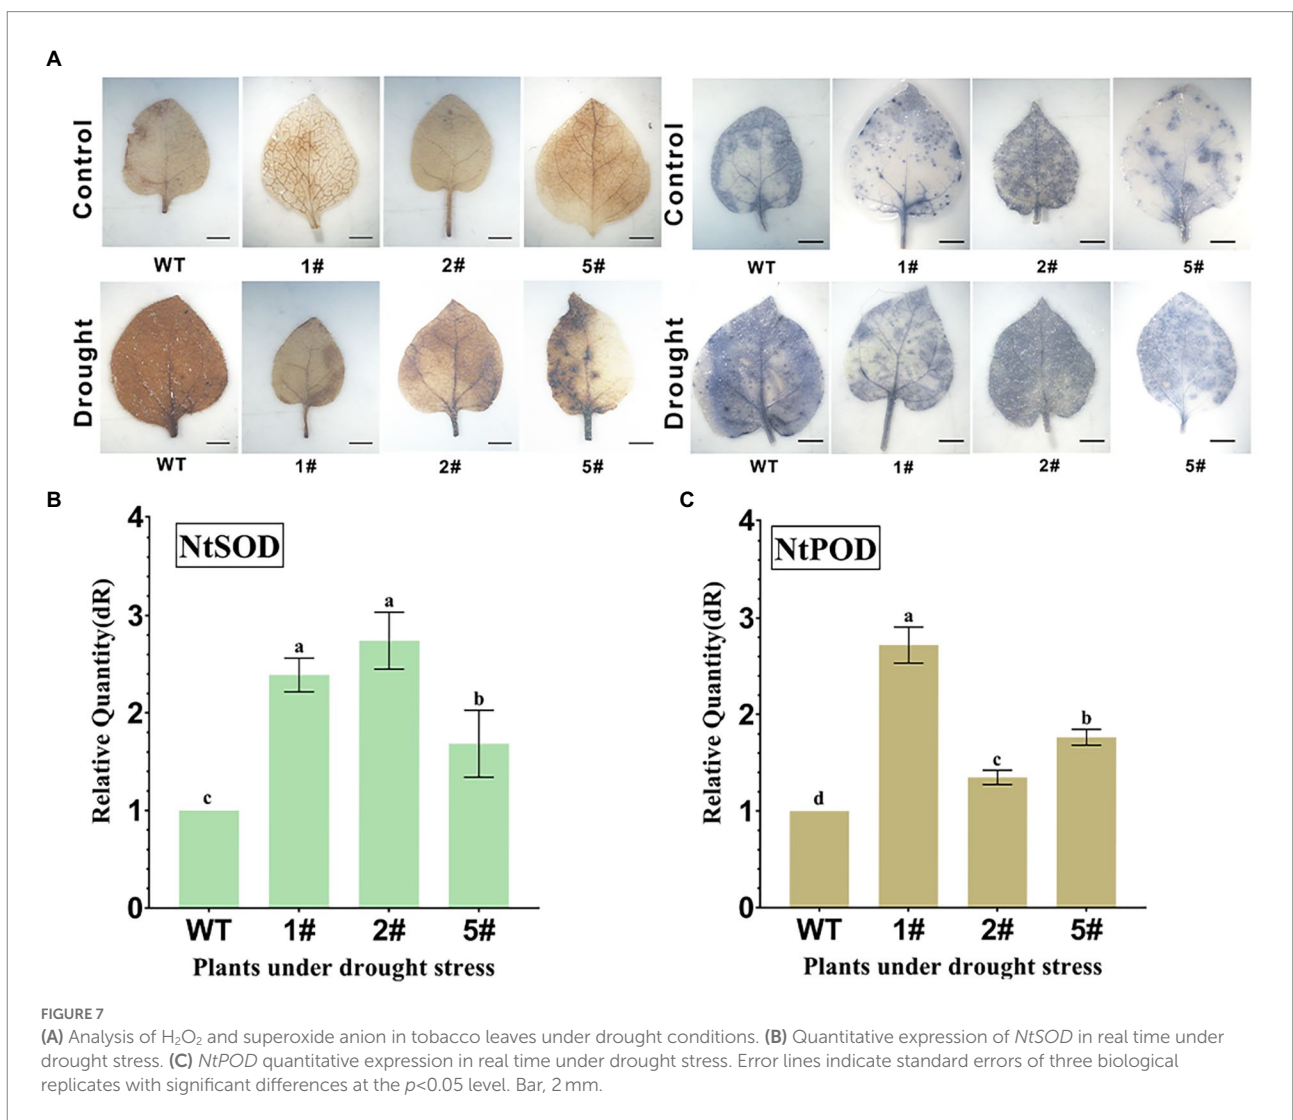 A
Control
WT 1# 2# 5#
Control
WT 1# 2# 5#
Drought
WT 1# 2# 5#
Drought
WT 1# 2# 5#
B
NtSOD
Relative Quantity(dR)
4
3
2
1
0
c a a b
WT 1# 2# 5#
Plants under drought stress
C
NtPOD
Relative Quantity(dR)
4
3
2
1
0
d a c b
WT 1# 2# 5#
Plants under drought stress
FIGURE 7
(A) Analysis of H₂O₂ and superoxide anion in tobacco leaves under drought conditions. (B) Quantitative expression of NtSOD in real time under
drought stress. (C) NtPOD quantitative expression in real time under drought stress. Error lines indicate standard errors of three biological
replicates with significant differences at the p<0.05 level. Bar, 2 mm.